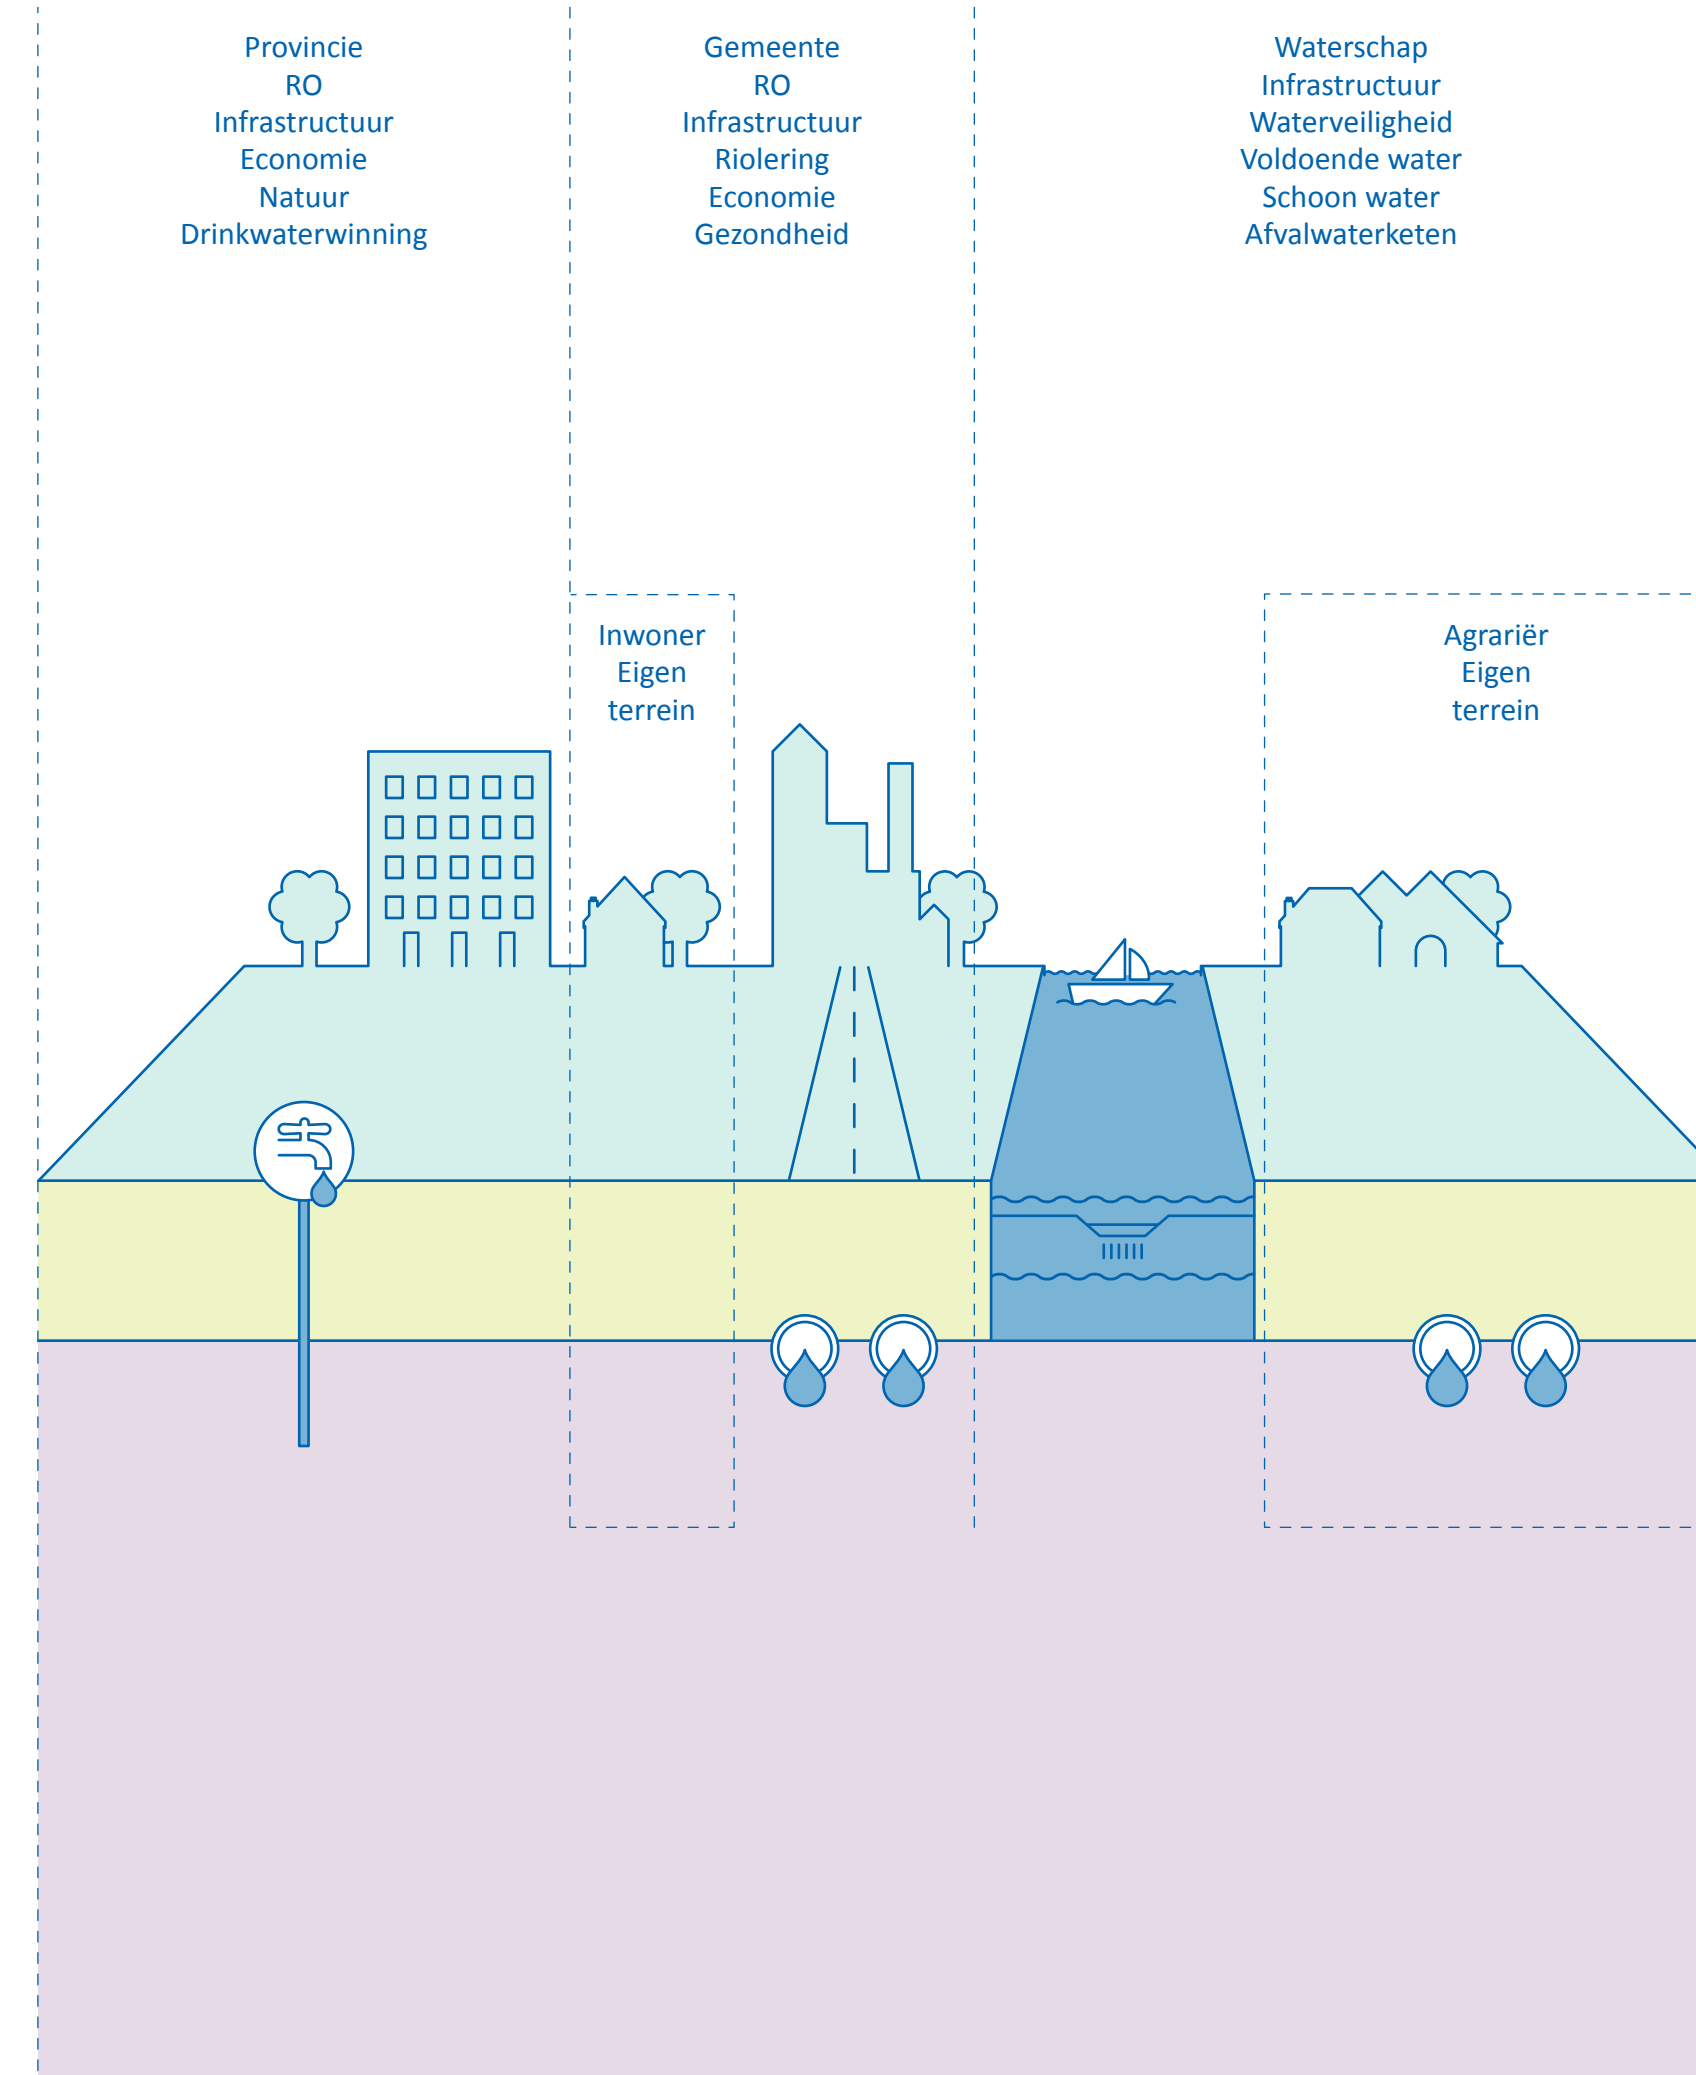 Provincie
RO
Infrastructuur
Economie
Natuur
Drinkwaterwinning
Gemeente
RO
Infrastructuur
Riolering
Economie
Gezondheid
Waterschap
Infrastructuur
Waterveiligheid
Voldoende water
Schoon water
Afvalwaterketen
Inwoner
Eigen
terrein
Agrariër
Eigen
terrein